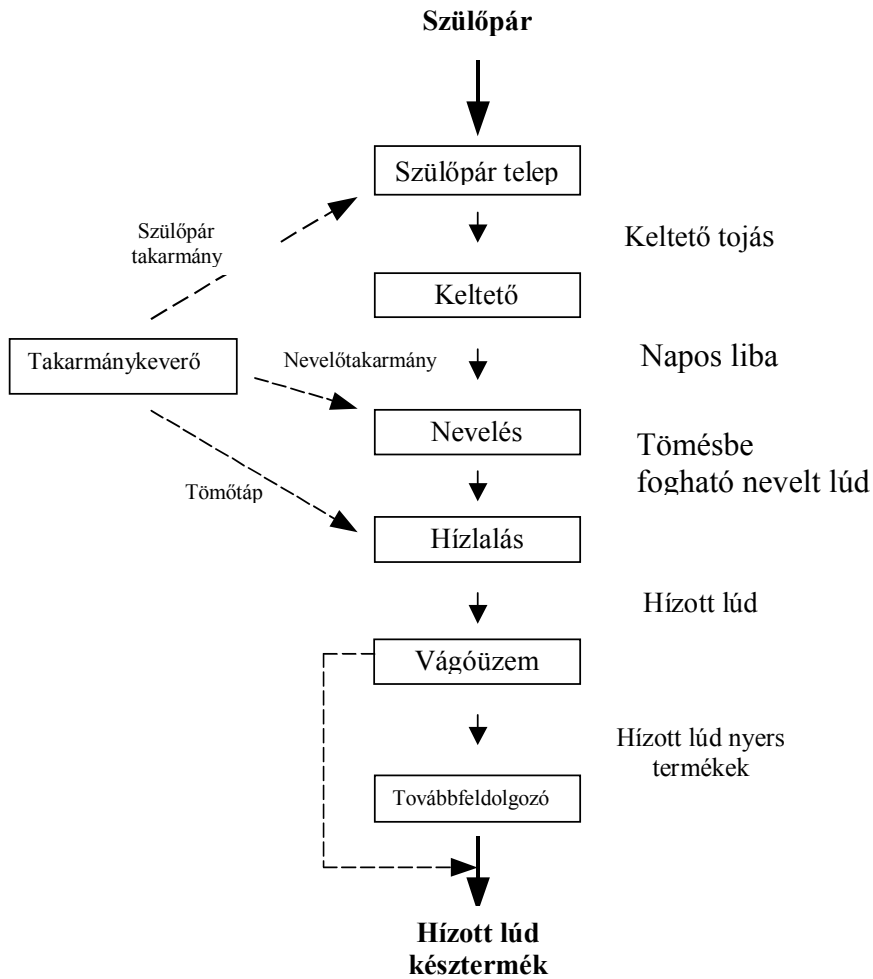 Szülőpár
Szülőpár telep
Szülőpár
takarmány
Keltető tojás
Keltető
Takarmánykeverő
Nevelőtakarmány
Napos liba
Nevelés
Tömésbe
fogható nevelt lúd
Tömőtáp
Hízlalás
Hízott lúd
Vágóüzem
Hízott lúd nyers
termékek
Továbbfeldolgozó
Hízott lúd
késztermék